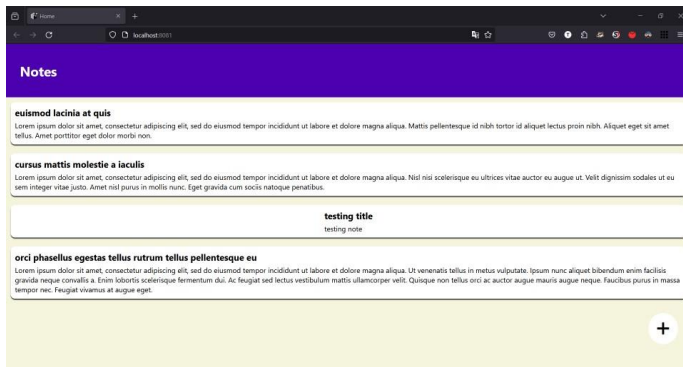 Home
localhost:8081
Notes
euismod lacinia at quis
Lorem ipsum dolor sit amet, consectetur adipiscing elit, sed do eiusmod tempor incididunt ut labore et dolore magna aliqua. Mattis pellentesque id nibh tortor id aliquet lectus proin nibh. Aliquet eget sit amet
tellus. Amet porttitor eget dolor morbi non.
cursus mattis molestie a iaculis
Lorem ipsum dolor sit amet, consectetur adipiscing elit, sed do eiusmod tempor incididunt ut labore et dolore magna aliqua. Nisl nisi scelerisque eu ultrices vitae auctor eu augue ut. Velit dignissim sodales ut eu
sem integer vitae justo. Amet nisl purus in mollis nunc. Eget gravida cum sociis natoque penatibus.
testing title
testing note
orci phasellus egestas tellus rutrum tellus pellentesque eu
Lorem ipsum dolor sit amet, consectetur adipiscing elit, sed do eiusmod tempor incididunt ut labore et dolore magna aliqua. Ut venenatis tellus in metus vulputate. Ipsum nunc aliquet bibendum enim facilisis
gravida neque convallis a. Enim lobortis scelerisque fermentum dui. Ac feugiat sed lectus vestibulum mattis ullamcorper velit. Quisque non tellus orci ac auctor augue mauris augue neque. Faucibus purus in massa
tempor nec. Feugiat vivamus at augue eget.